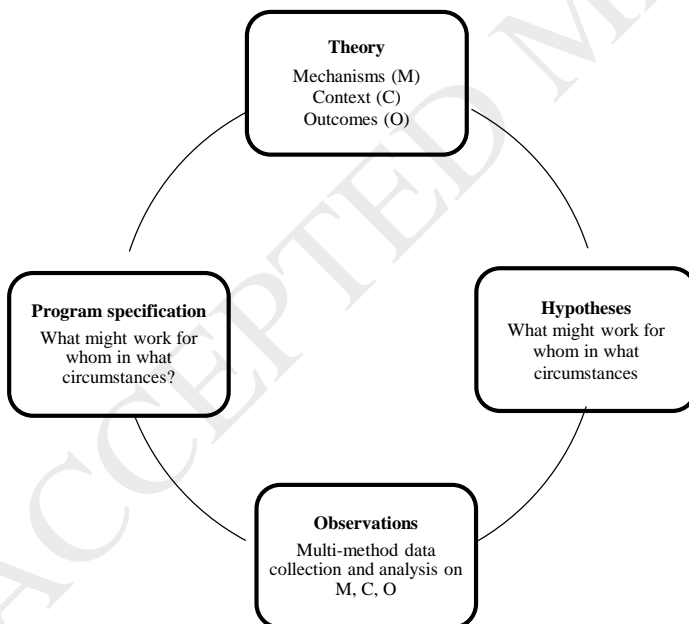 Theory
Mechanisms (M)
Context (C)
Outcomes (O)
Program specification
What might work for
whom in what
circumstances?
Hypotheses
What might work for
whom in what
circumstances
Observations
Multi-method data
collection and analysis on
M, C, O
ACCEPTED M